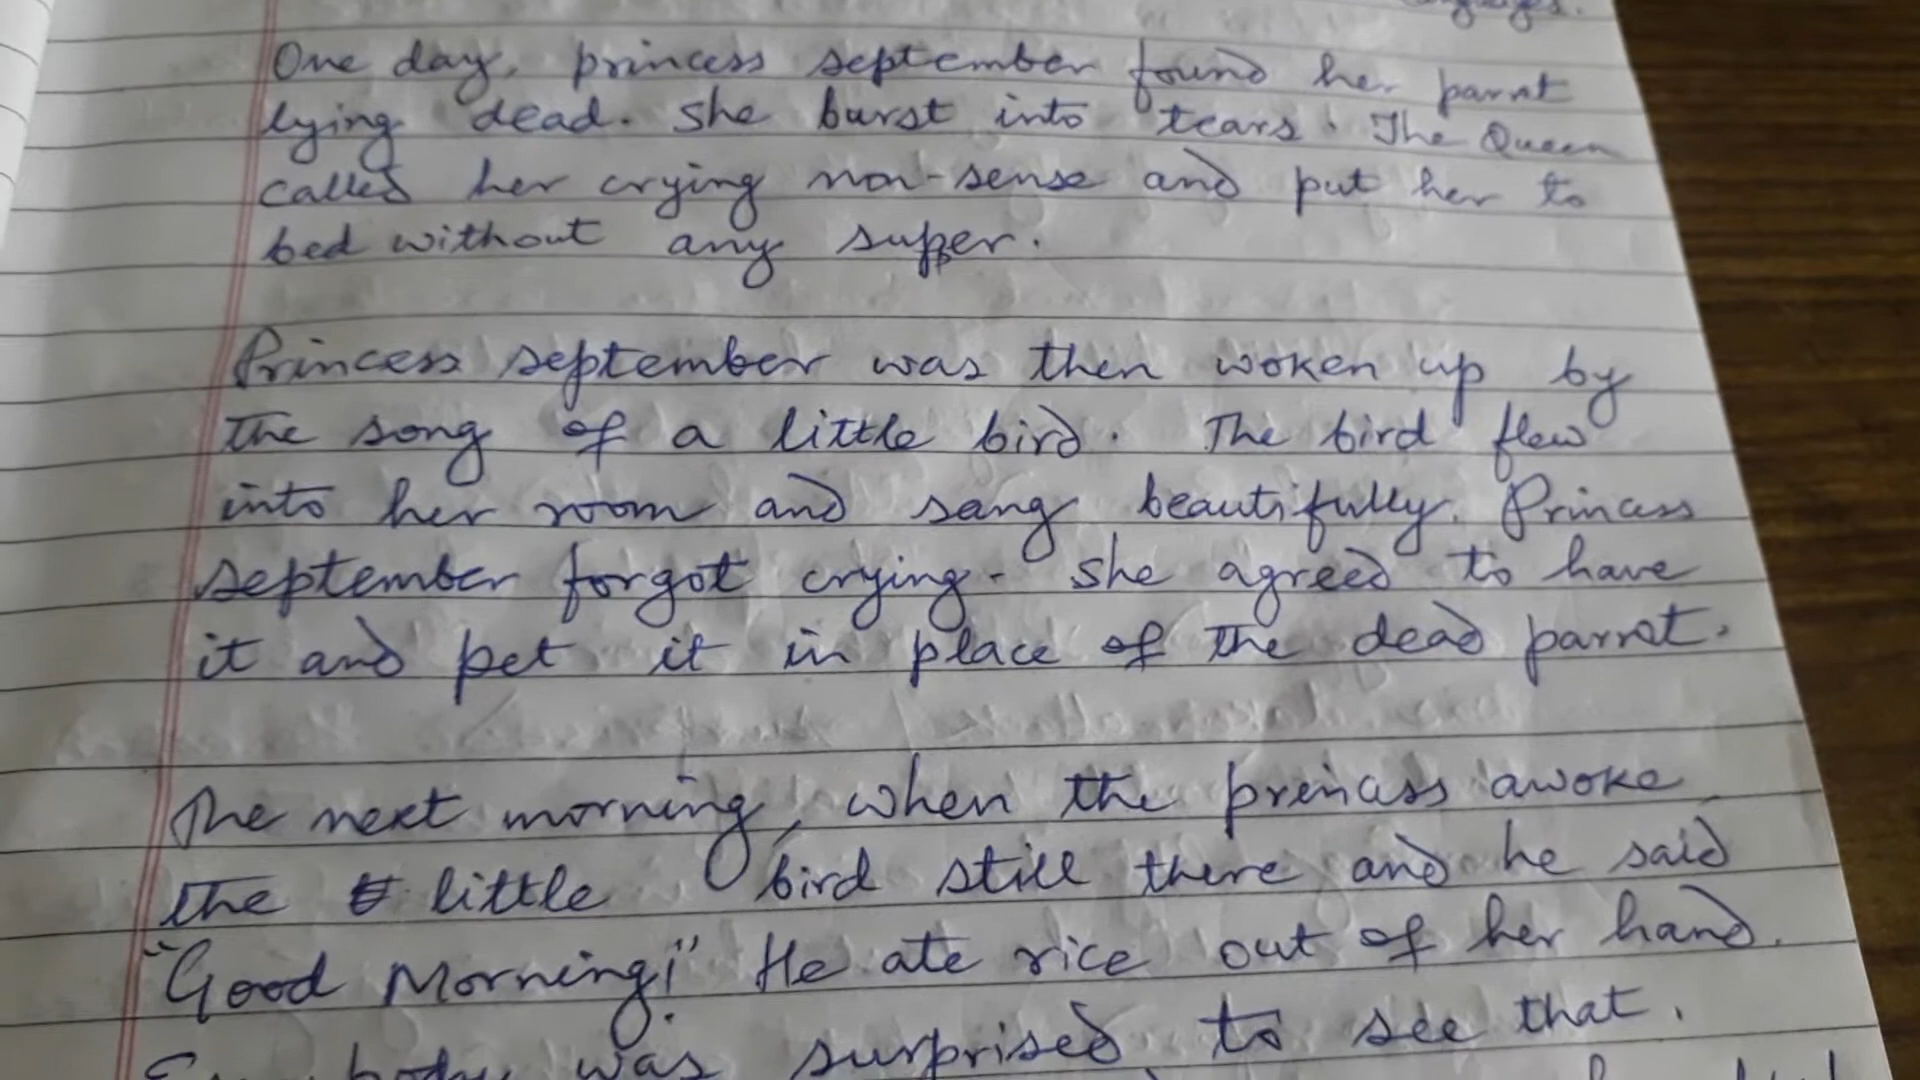 One day, princess september found her parrot
lying dead. she burst into tears. The Queen
called her crying non-sense and put her to
bed without any supper.
Princess september was then woken up by
the song of a little bird. The bird flew
into her room and sang beautifully. Princess
september forgot crying. she agreed to have
it and pet it in place of the dead parrot.
The next morning, when the preincess awoke
the little bird still there and he said
"Good Morning!" He ate rice out of her hand.
body was surprised to see that.